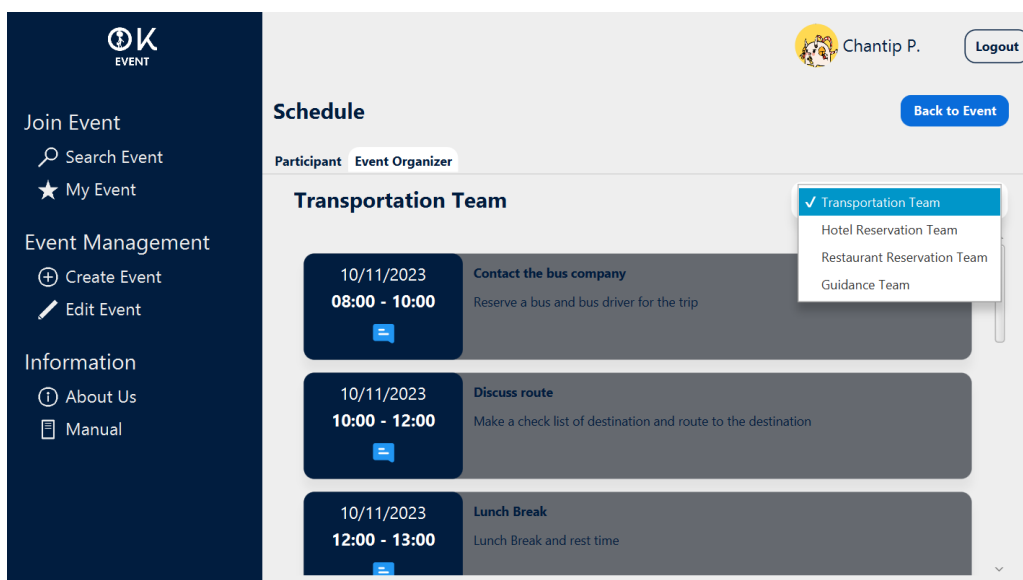 OK
EVENT
Chantip P.
Logout
Join Event
Search Event
My Event
Event Management
Create Event
Edit Event
Information
About Us
Manual
Schedule
Back to Event
Participant
Event Organizer
Transportation Team
Transportation Team
Hotel Reservation Team
Restaurant Reservation Team
Guidance Team
10/11/2023
08:00 - 10:00
Contact the bus company
Reserve a bus and bus driver for the trip
10/11/2023
10:00 - 12:00
Discuss route
Make a check list of destination and route to the destination
10/11/2023
12:00 - 13:00
Lunch Break
Lunch Break and rest time